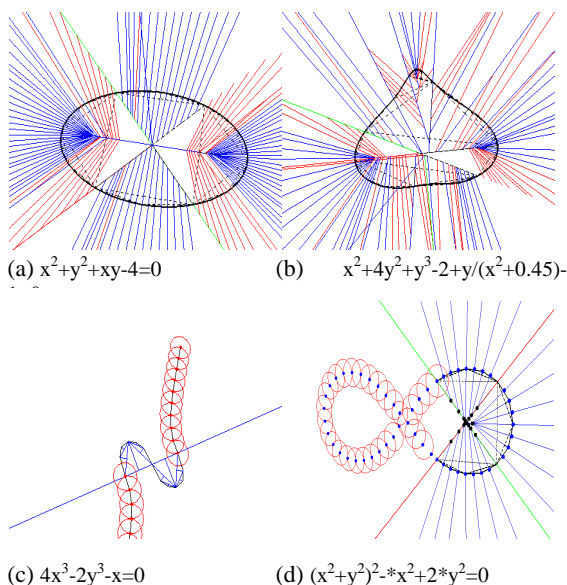 (a) x²+y²+xy-4=0 (b) x²+4y²+y³-2+y/(x²+0.45)-
(c) 4x³-2y³-x=0 (d) (x²+y²)²-*x²+2*y²=0